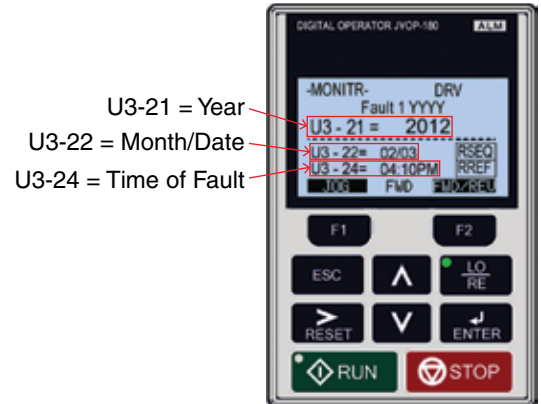 DIGITAL OPERATOR JVOP-180 ALM
-MONITR- DRV
Fault 1 YYYY
U3-21 = Year
U3 - 21 = 2012
U3-22 = Month/Date
U3 - 22= 02/03 RSEQ
U3-24 = Time of Fault
U3 - 24= 04:10PM RREF
JOG FWD FWD/REV
F1 F2
ESC ∧ LO/RE
> RESET ∨ ENTER
RUN STOP